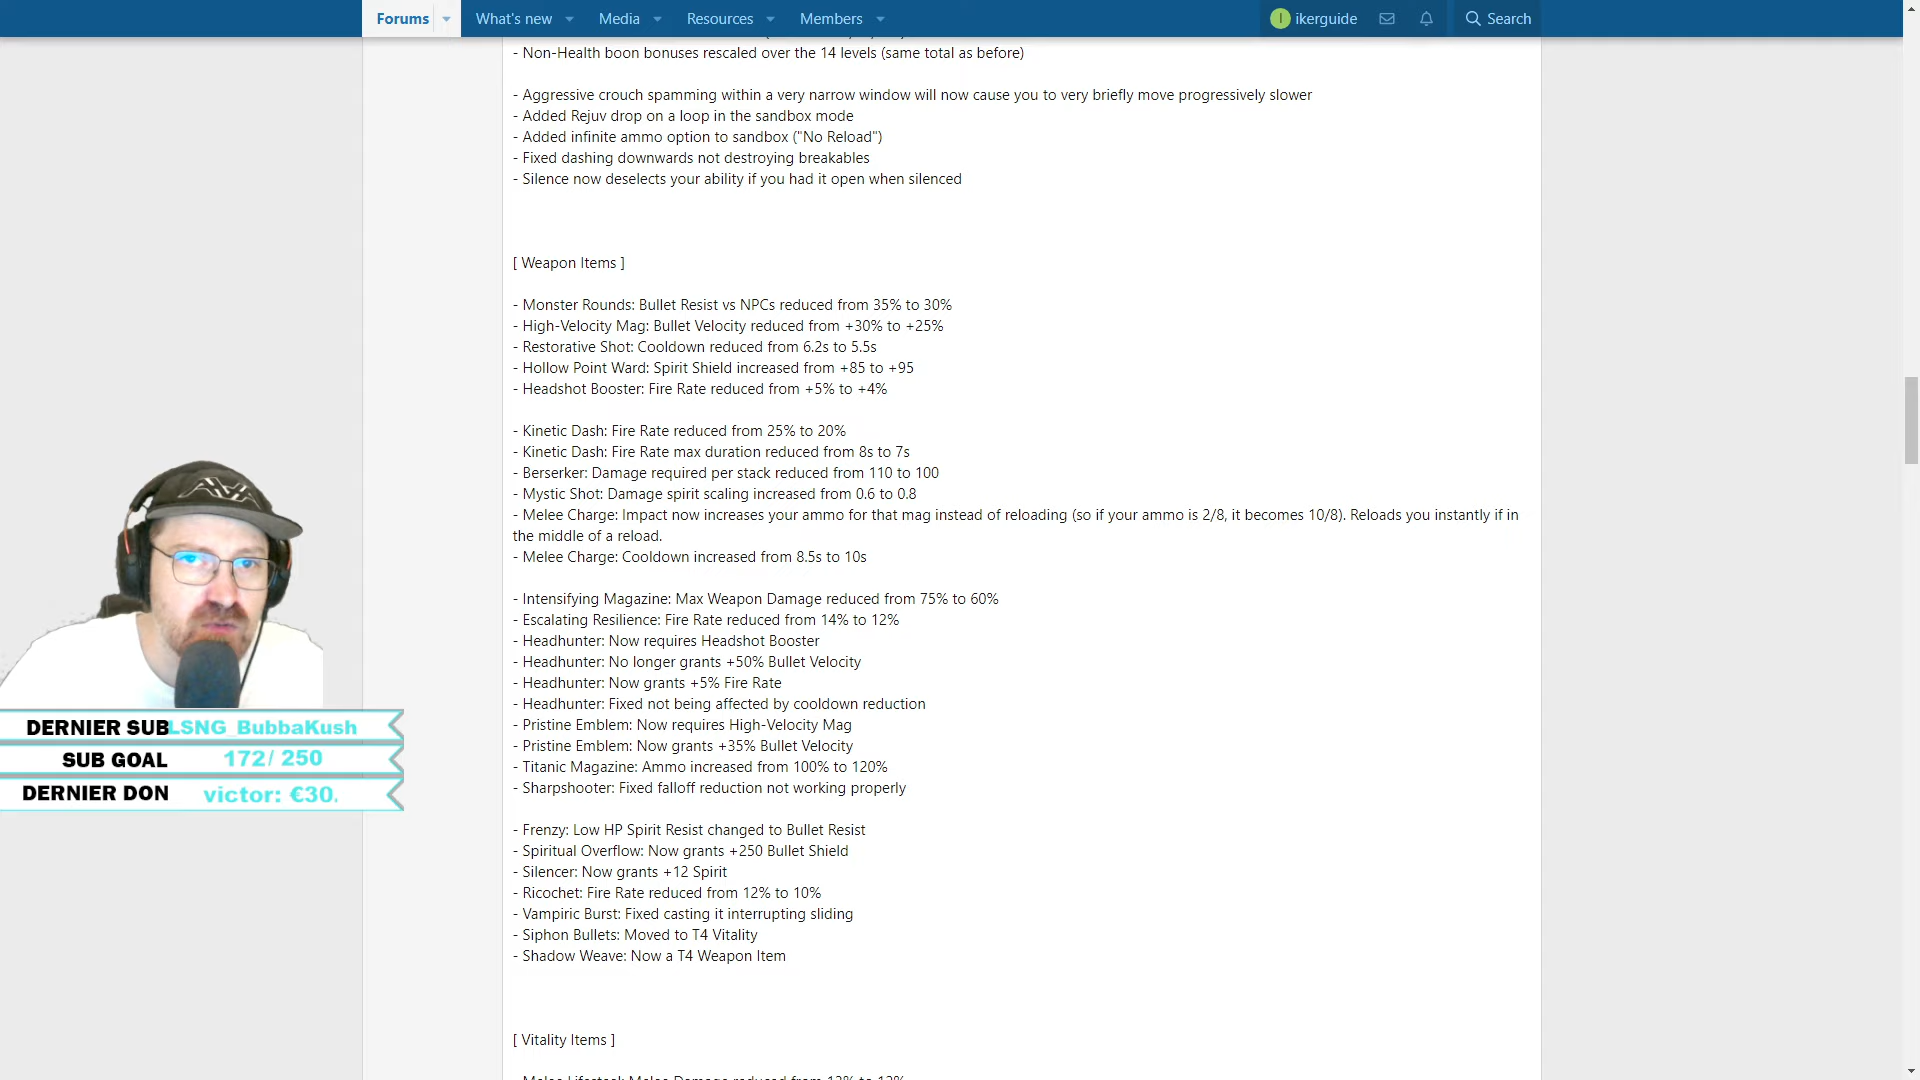 Forums
What's new
Media
Resources
Members
I
ikerguide
Search
- Non-Health boon bonuses rescaled over the 14 levels (same total as before)
- Aggressive crouch spamming within a very narrow window will now cause you to very briefly move progressively slower
- Added Rejuv drop on a loop in the sandbox mode
- Added infinite ammo option to sandbox ("No Reload")
- Fixed dashing downwards not destroying breakables
- Silence now deselects your ability if you had it open when silenced
[ Weapon Items ]
- Monster Rounds: Bullet Resist vs NPCs reduced from 35% to 30%
- High-Velocity Mag: Bullet Velocity reduced from +30% to +25%
- Restorative Shot: Cooldown reduced from 6.2s to 5.5s
- Hollow Point Ward: Spirit Shield increased from +85 to +95
- Headshot Booster: Fire Rate reduced from +5% to +4%
- Kinetic Dash: Fire Rate reduced from 25% to 20%
- Kinetic Dash: Fire Rate max duration reduced from 8s to 7s
- Berserker: Damage required per stack reduced from 110 to 100
- Mystic Shot: Damage spirit scaling increased from 0.6 to 0.8
- Melee Charge: Impact now increases your ammo for that mag instead of reloading (so if your ammo is 2/8, it becomes 10/8). Reloads you instantly if in
the middle of a reload.
- Melee Charge: Cooldown increased from 8.5s to 10s
- Intensifying Magazine: Max Weapon Damage reduced from 75% to 60%
- Escalating Resilience: Fire Rate reduced from 14% to 12%
- Headhunter: Now requires Headshot Booster
- Headhunter: No longer grants +50% Bullet Velocity
- Headhunter: Now grants +5% Fire Rate
- Headhunter: Fixed not being affected by cooldown reduction
- Pristine Emblem: Now requires High-Velocity Mag
- Pristine Emblem: Now grants +35% Bullet Velocity
- Titanic Magazine: Ammo increased from 100% to 120%
- Sharpshooter: Fixed falloff reduction not working properly
- Frenzy: Low HP Spirit Resist changed to Bullet Resist
- Spiritual Overflow: Now grants +250 Bullet Shield
- Silencer: Now grants +12 Spirit
- Ricochet: Fire Rate reduced from 12% to 10%
- Vampiric Burst: Fixed casting it interrupting sliding
- Siphon Bullets: Moved to T4 Vitality
- Shadow Weave: Now a T4 Weapon Item
[ Vitality Items ]
DERNIER SUB LSNG_BubbaKush
SUB GOAL 172/ 250
DERNIER DON victor: €30.